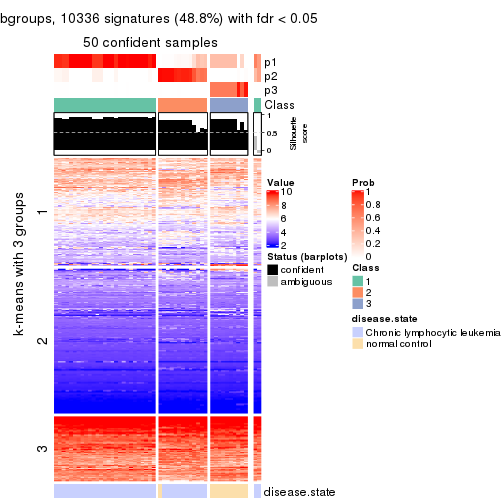 bgroups, 10336 signatures (48.8%) with fdr < 0.05
50 confident samples
p1
p2
p3
Class
1
0.5
0
Silhouette
score
k-means with 3 groups
1
2
3
Value
10
8
6
4
2
Status (barplots)
confident
ambiguous
Prob
1
0.8
0.6
0.4
0.2
0
Class
1
2
3
disease.state
Chronic lymphocytic leukemia
normal control
disease.state